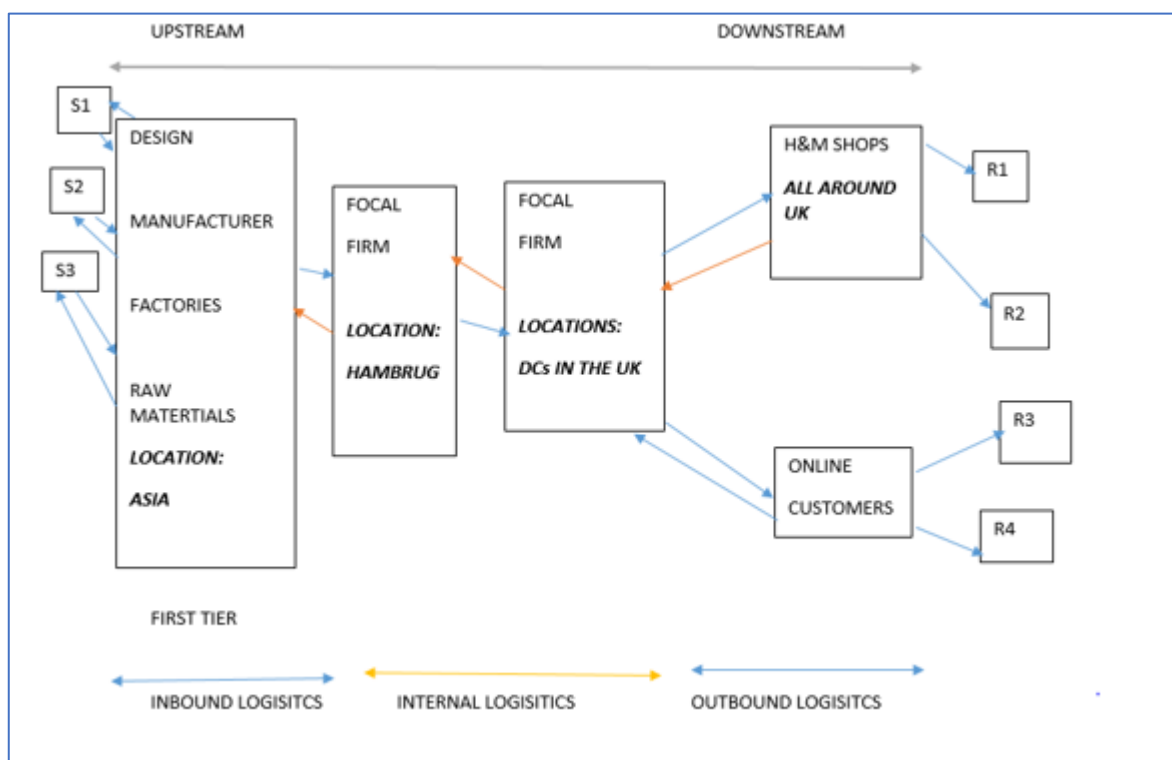 UPSTREAM
DOWNSTREAM
S1
S2
S3
DESIGN
MANUFACTURER
FACTORIES
RAW
MATERTIALS
LOCATION:
ASIA
FOCAL
FIRM
LOCATION:
HAMBRUG
FOCAL
FIRM
LOCATIONS:
DCs IN THE UK
H&M SHOPS
ALL AROUND
UK
ONLINE
CUSTOMERS
R1
R2
R3
R4
FIRST TIER
INBOUND LOGISITCS
INTERNAL LOGISITICS
OUTBOUND LOGISITCS